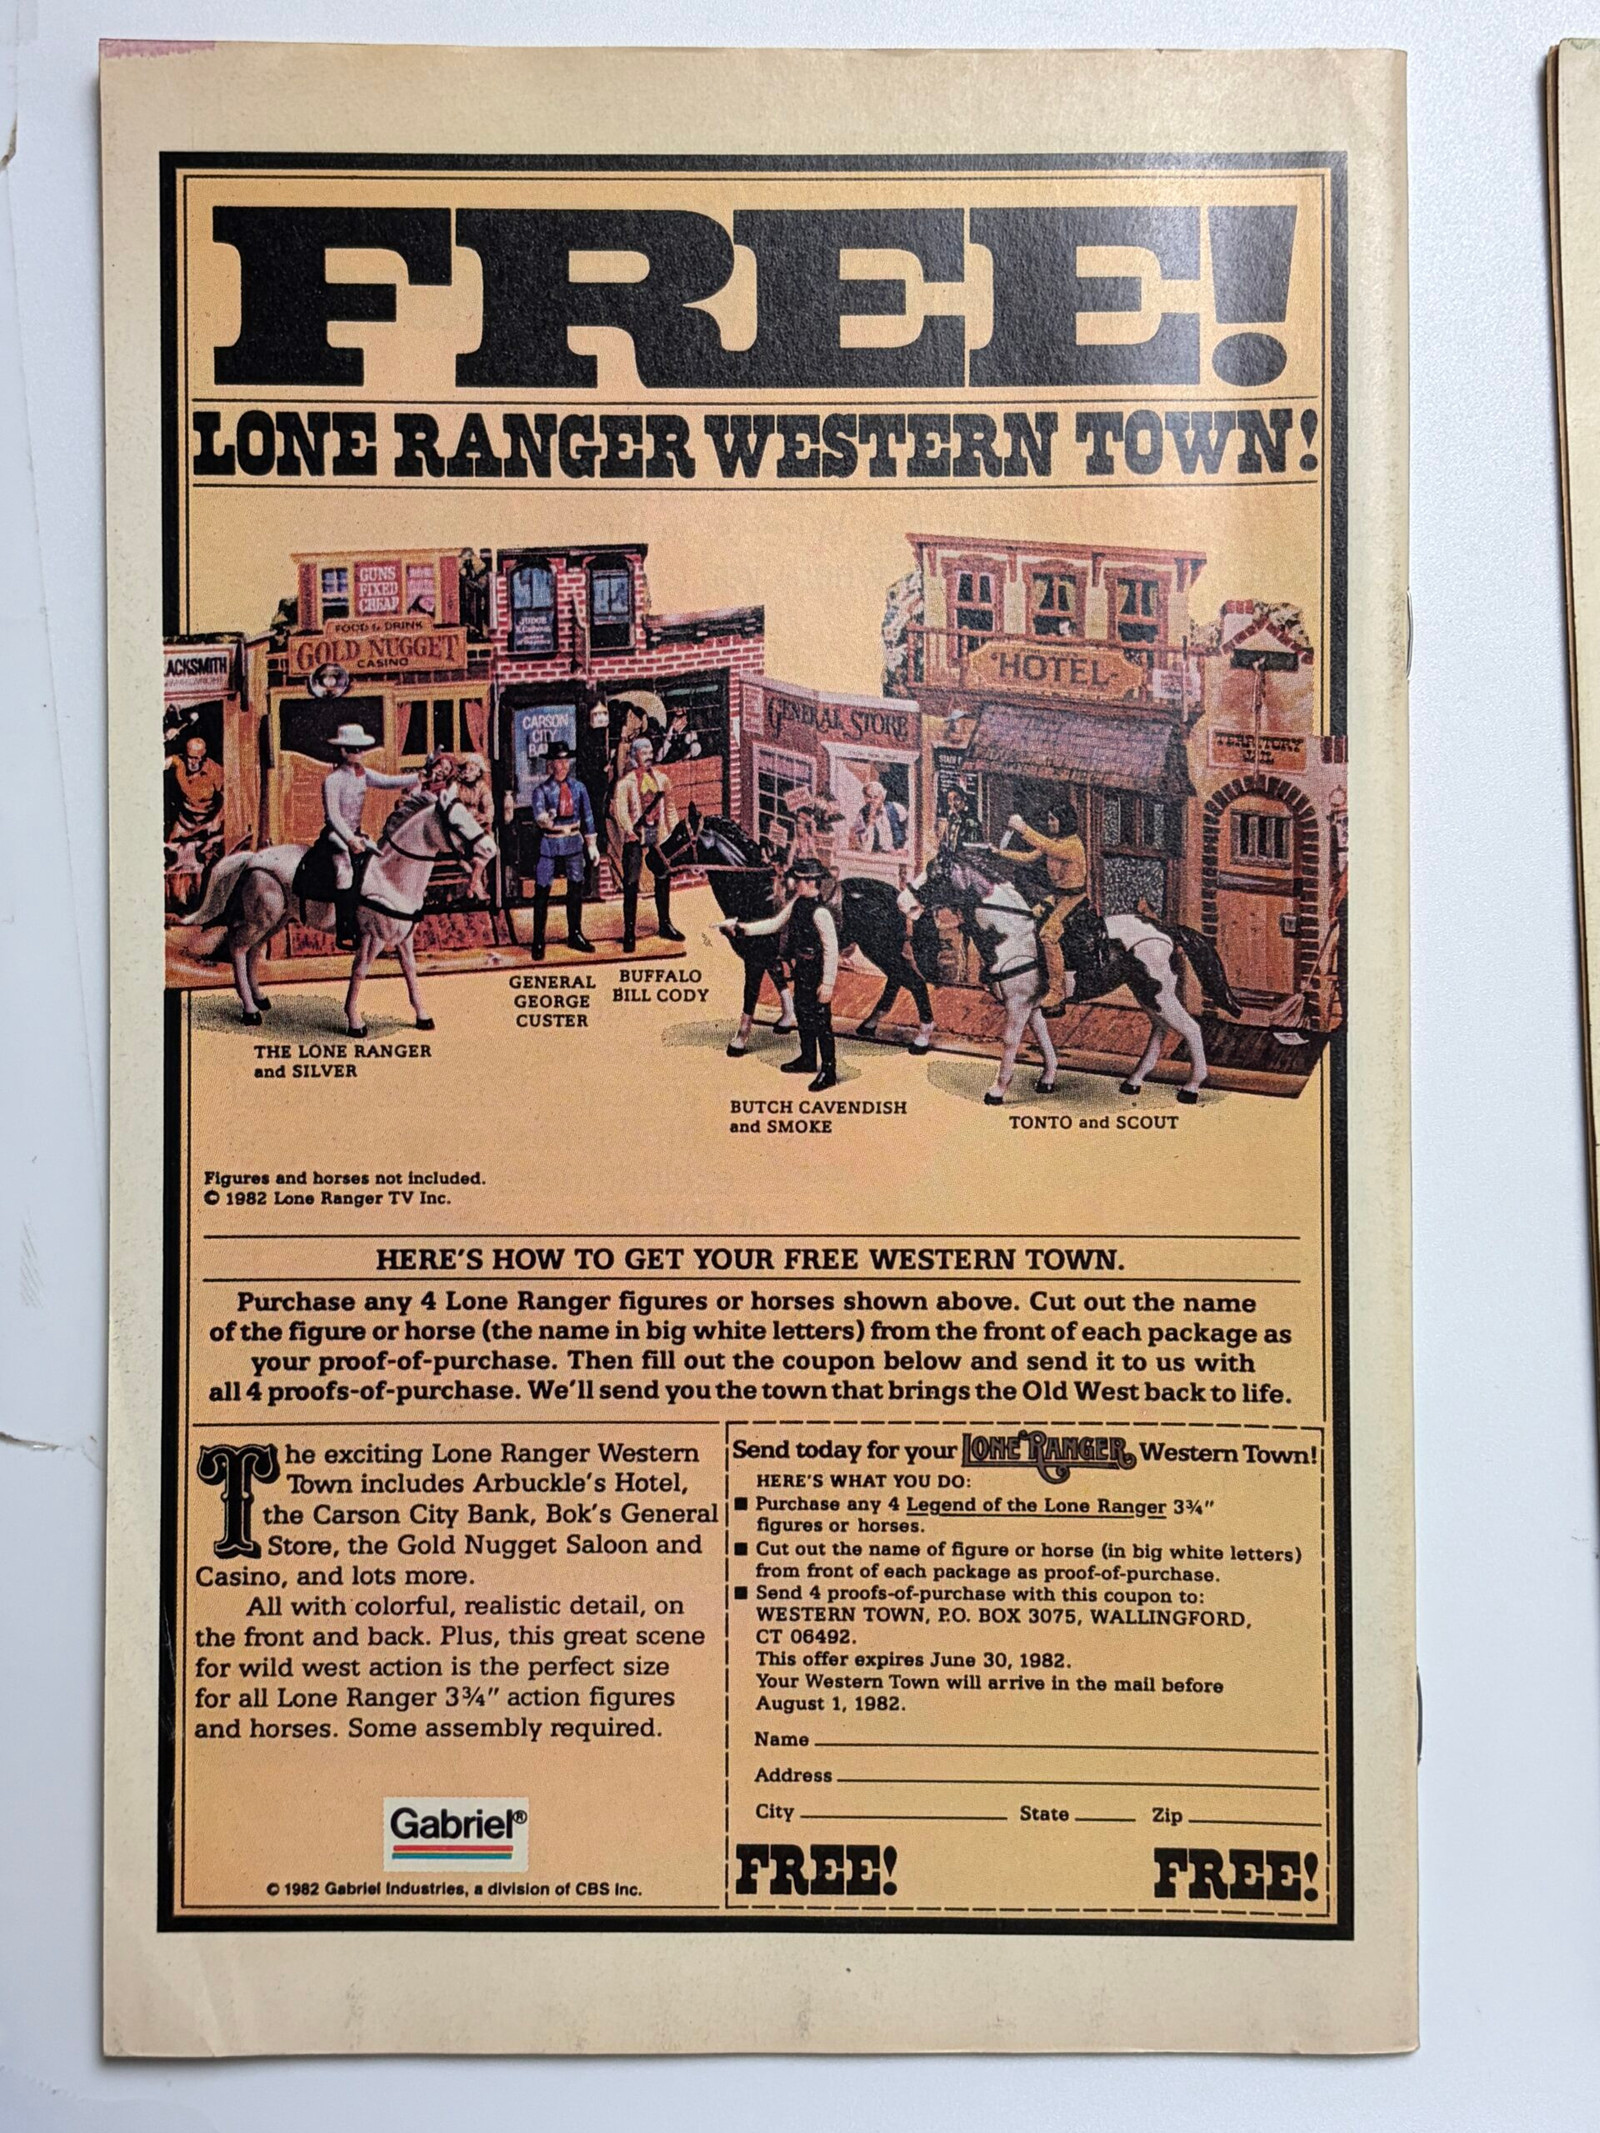 FREE!
LONE RANGER WESTERN TOWN!
GUNS
FIXED
CHEAP
FOOD & DRINK
GOLD NUGGET
CASINO
ACKSMITH
CARSON
CITY
BA
GENERAL STORE
HOTEL
TERRITORY
JAIL
GENERAL
GEORGE
CUSTER
BUFFALO
BILL CODY
THE LONE RANGER
and SILVER
BUTCH CAVENDISH
and SMOKE
TONTO and SCOUT
Figures and horses not included.
© 1982 Lone Ranger TV Inc.
HERE'S HOW TO GET YOUR FREE WESTERN TOWN.
Purchase any 4 Lone Ranger figures or horses shown above. Cut out the name
of the figure or horse (the name in big white letters) from the front of each package as
your proof-of-purchase. Then fill out the coupon below and send it to us with
all 4 proofs-of-purchase. We'll send you the town that brings the Old West back to life.
The exciting Lone Ranger Western
Town includes Arbuckle's Hotel,
the Carson City Bank, Bok's General
Store, the Gold Nugget Saloon and
Casino, and lots more.
All with colorful, realistic detail, on
the front and back. Plus, this great scene
for wild west action is the perfect size
for all Lone Ranger 3¾" action figures
and horses. Some assembly required.
Gabriel®
© 1982 Gabriel Industries, a division of CBS Inc.
Send today for your LONE RANGER Western Town!
HERE'S WHAT YOU DO:
■ Purchase any 4 Legend of the Lone Ranger 3¾"
figures or horses.
■ Cut out the name of figure or horse (in big white letters)
from front of each package as proof-of-purchase.
■ Send 4 proofs-of-purchase with this coupon to:
WESTERN TOWN, P.O. BOX 3075, WALLINGFORD,
CT 06492.
This offer expires June 30, 1982.
Your Western Town will arrive in the mail before
August 1, 1982.
Name
Address
City State Zip
FREE! FREE!